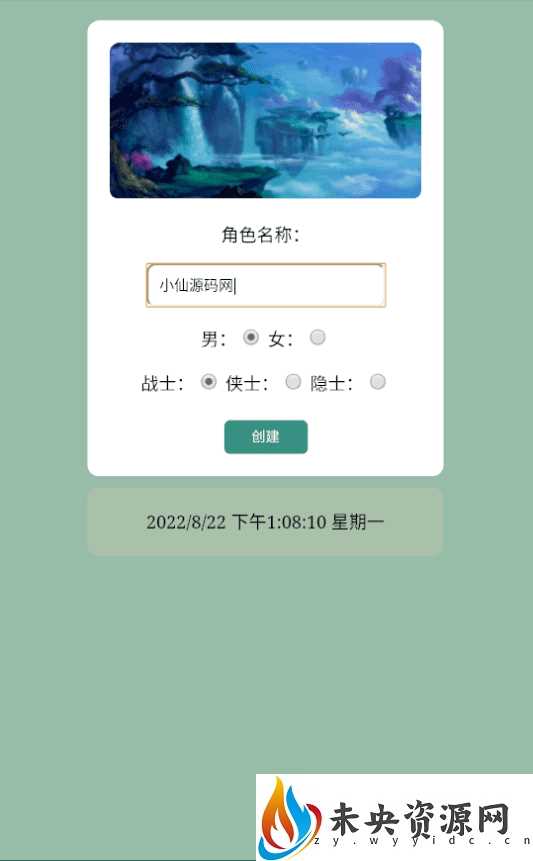 角色名称：
小仙源码网
男： 女：
战士： 侠士： 隐士：
创建
2022/8/22 下午1:08:10 星期一
未央资源网
zy.wyyidc.cn